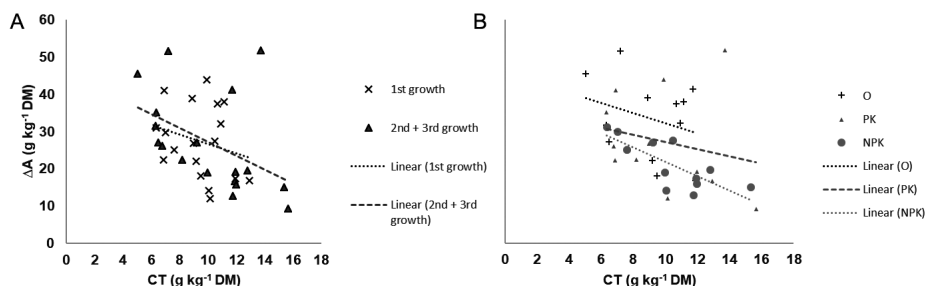 A
60
50
40
30
20
10
0
ΔA (g kg-1 DM)
0 2 4 6 8 10 12 14 16 18
CT (g kg-1 DM)
1st growth
2nd + 3rd growth
Linear (1st growth)
Linear (2nd + 3rd
growth)
B
0 2 4 6 8 10 12 14 16 18
CT (g kg-1 DM)
O
PK
NPK
Linear (O)
Linear (PK)
Linear (NPK)